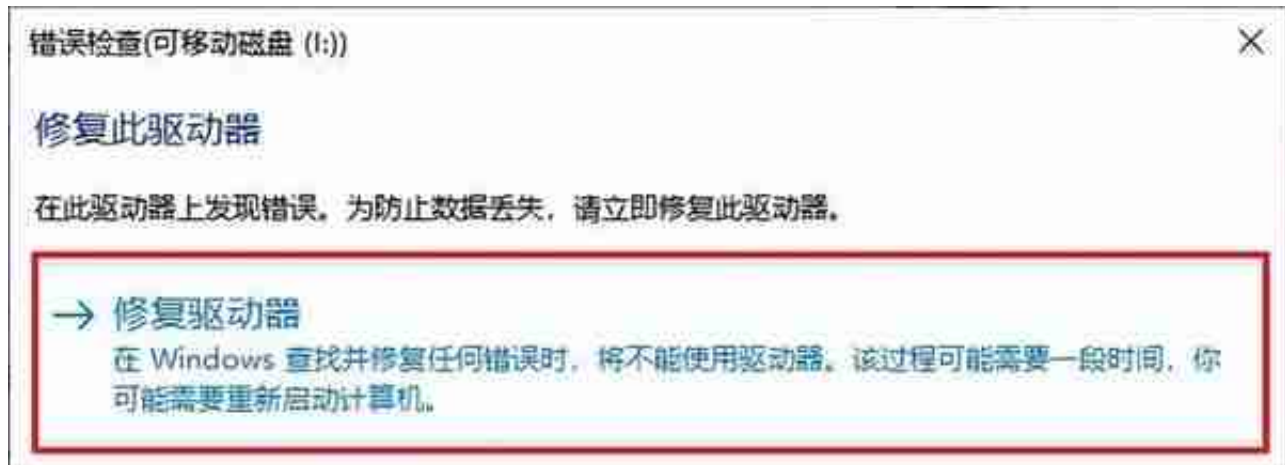 错误检查(可移动磁盘 (I:))
修复此驱动器
在此驱动器上发现错误。为防止数据丢失，请立即修复此驱动器。
→ 修复驱动器
在 Windows 查找并修复任何错误时，将不能使用驱动器。该过程可能需要一段时间，你
可能需要重新启动计算机。